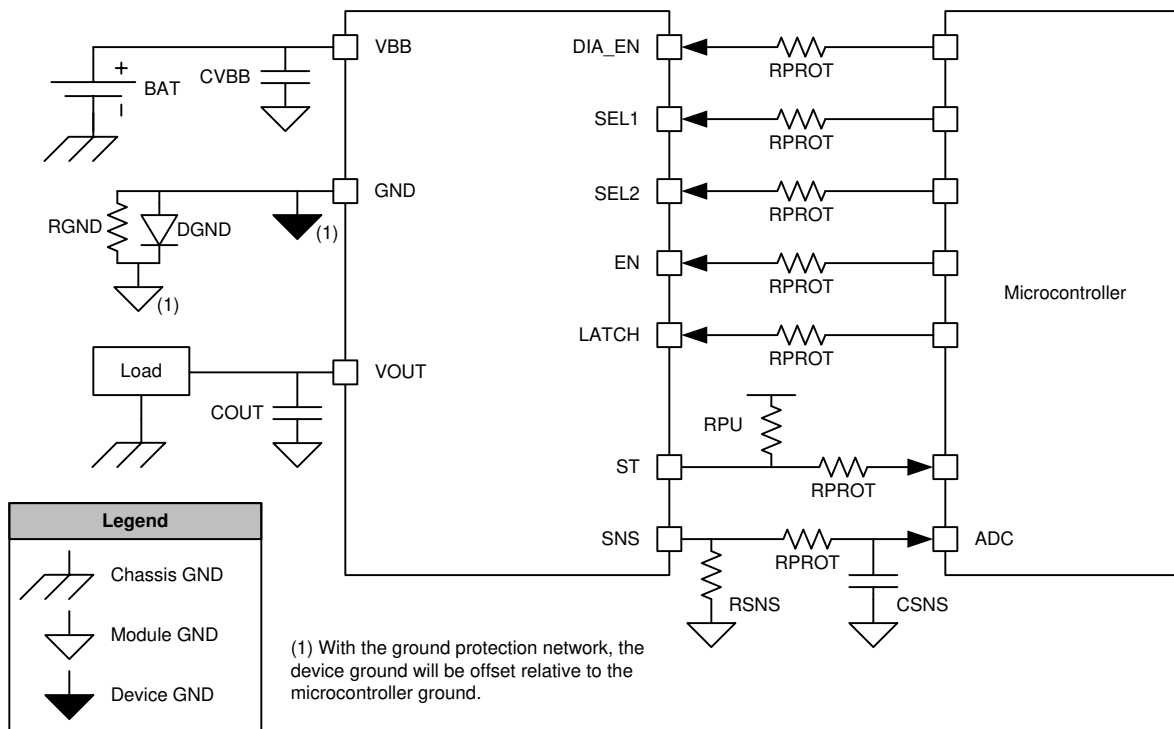 VBB
DIA_EN
RPROT
+
BAT
CVBB
SEL1
RPROT
GND
SEL2
RPROT
RGND
DGND
(1)
(1)
EN
RPROT
Microcontroller
LATCH
RPROT
Load
VOUT
COUT
RPU
ST
RPROT
SNS
RPROT
ADC
RSNS
CSNS
Legend
Chassis GND
Module GND
Device GND
(1) With the ground protection network, the
device ground will be offset relative to the
microcontroller ground.